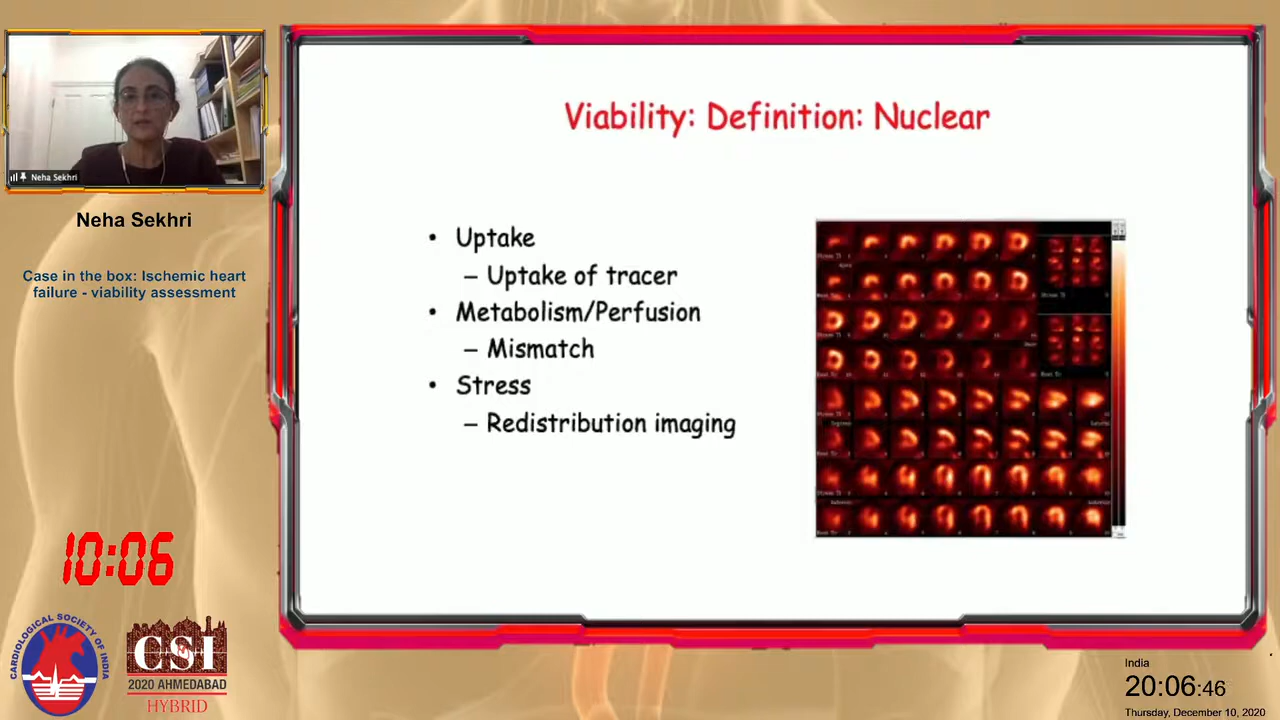 Neha Sekhri
Neha Sekhri
Case in the box: Ischemic heart
failure - viability assessment
10:06
CARDIOLOGICAL SOCIETY OF INDIA
CSI
2020 AHMEDABAD
HYBRID
Viability: Definition: Nuclear
• Uptake
– Uptake of tracer
• Metabolism/Perfusion
– Mismatch
• Stress
– Redistribution imaging
India
20:06:46
Thursday, December 10, 2020